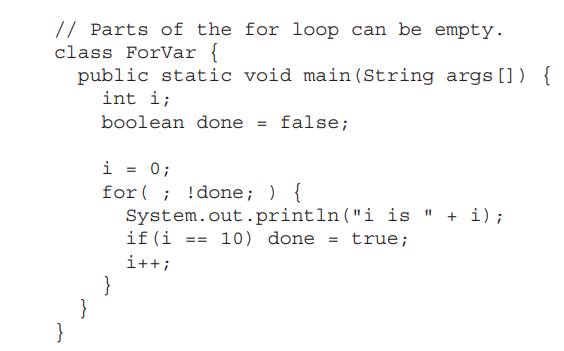 // Parts of the for loop can be empty.
class ForVar {
  public static void main(String args[]) {
    int i;
    boolean done = false;

    i = 0;
    for( ; !done; ) {
      System.out.println("i is " + i);
      if(i == 10) done = true;
      i++;
    }
  }
}